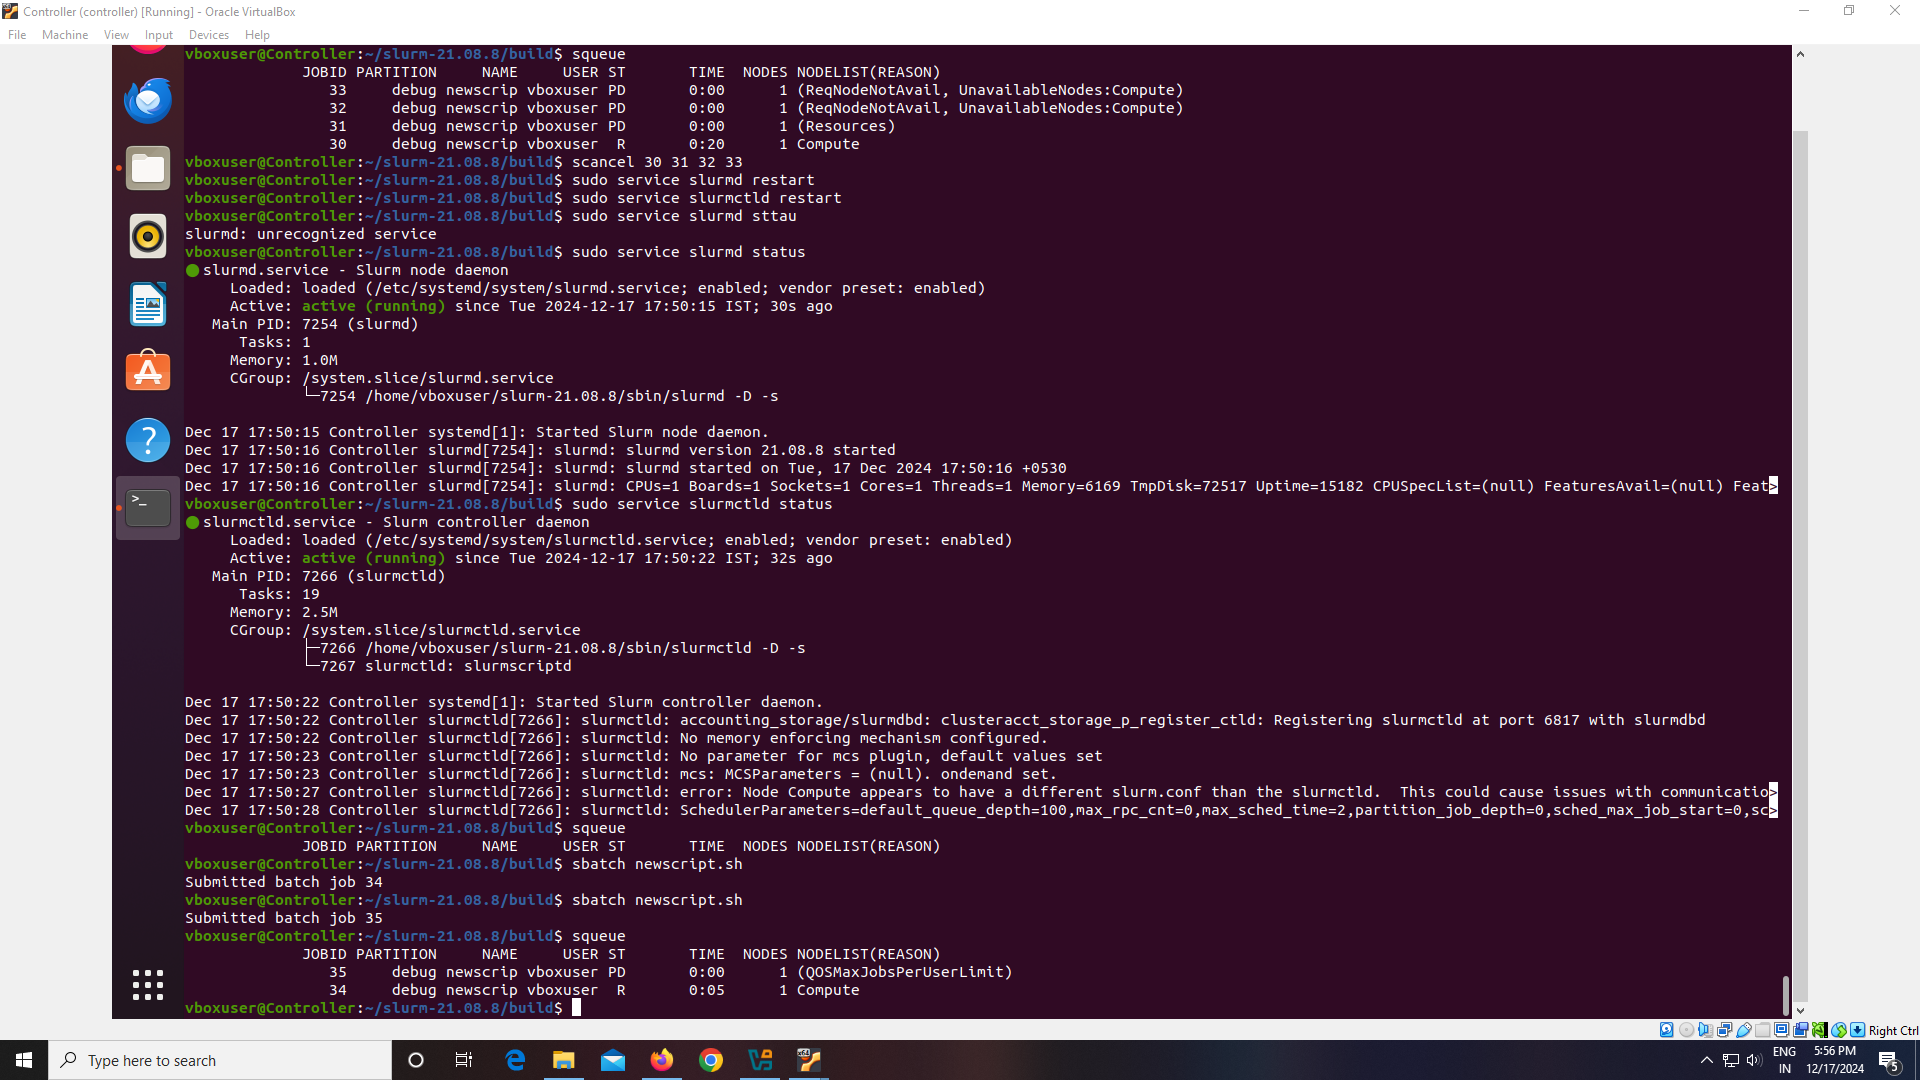 Controller (controller) [Running] - Oracle VirtualBox
File Machine View Input Devices Help
vboxuser@Controller:~/slurm-21.08.8/build$ squeue
JOBID PARTITION NAME USER ST TIME NODES NODELIST(REASON)
33 debug newscrip vboxuser PD 0:00 1 (ReqNodeNotAvail, UnavailableNodes:Compute)
32 debug newscrip vboxuser PD 0:00 1 (ReqNodeNotAvail, UnavailableNodes:Compute)
31 debug newscrip vboxuser PD 0:00 1 (Resources)
30 debug newscrip vboxuser R 0:20 1 Compute
vboxuser@Controller:~/slurm-21.08.8/build$ scancel 30 31 32 33
vboxuser@Controller:~/slurm-21.08.8/build$ sudo service slurmd restart
vboxuser@Controller:~/slurm-21.08.8/build$ sudo service slurmctld restart
vboxuser@Controller:~/slurm-21.08.8/build$ sudo service slurmd sttau
slurmd: unrecognized service
vboxuser@Controller:~/slurm-21.08.8/build$ sudo service slurmd status
● slurmd.service - Slurm node daemon
Loaded: loaded (/etc/systemd/system/slurmd.service; enabled; vendor preset: enabled)
Active: active (running) since Tue 2024-12-17 17:50:15 IST; 30s ago
Main PID: 7254 (slurmd)
Tasks: 1
Memory: 1.0M
CGroup: /system.slice/slurmd.service
└─7254 /home/vboxuser/slurm-21.08.8/sbin/slurmd -D -s
Dec 17 17:50:15 Controller systemd[1]: Started Slurm node daemon.
Dec 17 17:50:16 Controller slurmd[7254]: slurmd: slurmd version 21.08.8 started
Dec 17 17:50:16 Controller slurmd[7254]: slurmd: slurmd started on Tue, 17 Dec 2024 17:50:16 +0530
Dec 17 17:50:16 Controller slurmd[7254]: slurmd: CPUs=1 Boards=1 Sockets=1 Cores=1 Threads=1 Memory=6169 TmpDisk=72517 Uptime=15182 CPUSpecList=(null) FeaturesAvail=(null) Feat>
vboxuser@Controller:~/slurm-21.08.8/build$ sudo service slurmctld status
● slurmctld.service - Slurm controller daemon
Loaded: loaded (/etc/systemd/system/slurmctld.service; enabled; vendor preset: enabled)
Active: active (running) since Tue 2024-12-17 17:50:22 IST; 32s ago
Main PID: 7266 (slurmctld)
Tasks: 19
Memory: 2.5M
CGroup: /system.slice/slurmctld.service
├─7266 /home/vboxuser/slurm-21.08.8/sbin/slurmctld -D -s
└─7267 slurmctld: slurmscriptd
Dec 17 17:50:22 Controller systemd[1]: Started Slurm controller daemon.
Dec 17 17:50:22 Controller slurmctld[7266]: slurmctld: accounting_storage/slurmdbd: clusteracct_storage_p_register_ctld: Registering slurmctld at port 6817 with slurmdbd
Dec 17 17:50:22 Controller slurmctld[7266]: slurmctld: No memory enforcing mechanism configured.
Dec 17 17:50:23 Controller slurmctld[7266]: slurmctld: No parameter for mcs plugin, default values set
Dec 17 17:50:23 Controller slurmctld[7266]: slurmctld: mcs: MCSParameters = (null). ondemand set.
Dec 17 17:50:27 Controller slurmctld[7266]: slurmctld: error: Node Compute appears to have a different slurm.conf than the slurmctld.  This could cause issues with communicatio>
Dec 17 17:50:28 Controller slurmctld[7266]: slurmctld: SchedulerParameters=default_queue_depth=100,max_rpc_cnt=0,max_sched_time=2,partition_job_depth=0,sched_max_job_start=0,sc>
vboxuser@Controller:~/slurm-21.08.8/build$ squeue
JOBID PARTITION NAME USER ST TIME NODES NODELIST(REASON)
vboxuser@Controller:~/slurm-21.08.8/build$ sbatch newscript.sh
Submitted batch job 34
vboxuser@Controller:~/slurm-21.08.8/build$ sbatch newscript.sh
Submitted batch job 35
vboxuser@Controller:~/slurm-21.08.8/build$ squeue
JOBID PARTITION NAME USER ST TIME NODES NODELIST(REASON)
35 debug newscrip vboxuser PD 0:00 1 (QOSMaxJobsPerUserLimit)
34 debug newscrip vboxuser R 0:05 1 Compute
vboxuser@Controller:~/slurm-21.08.8/build$
Right Ctrl
Type here to search
ENG
IN
5:56 PM
12/17/2024
5